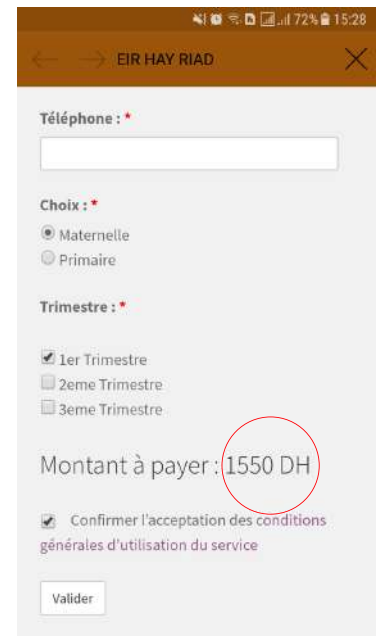 72% 15:28
EIR HAY RIAD
Téléphone : *
Choix : *
Maternelle
Primaire
Trimestre : *
1er Trimestre
2eme Trimestre
3eme Trimestre
Montant à payer : 1550 DH
Confirmer l'acceptation des conditions
générales d'utilisation du service
Valider